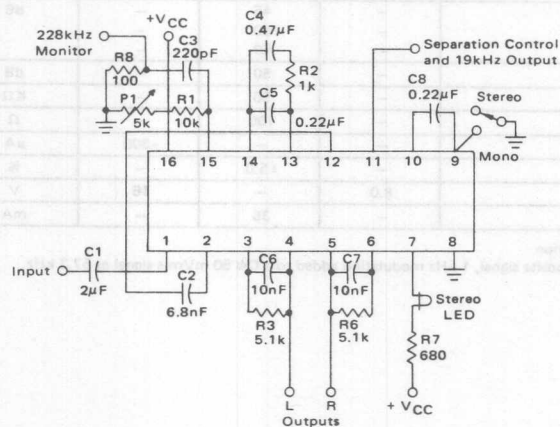 +VCC
228kHz
Monitor
R8
100
C3
220pF
P1
5k
R1
10k
C4
0.47µF
R2
1k
C5
0.22µF
Separation Control
and 19kHz Output
C8
0.22µF
Stereo
Mono
16 15 14 13 12 11 10 9
1 2 3 4 5 6 7 8
Input
C1
2µF
C2
6.8nF
C6
10nF
C7
10nF
R3
5.1k
R6
5.1k
Stereo
LED
R7
680
L R
Outputs
+ VCC